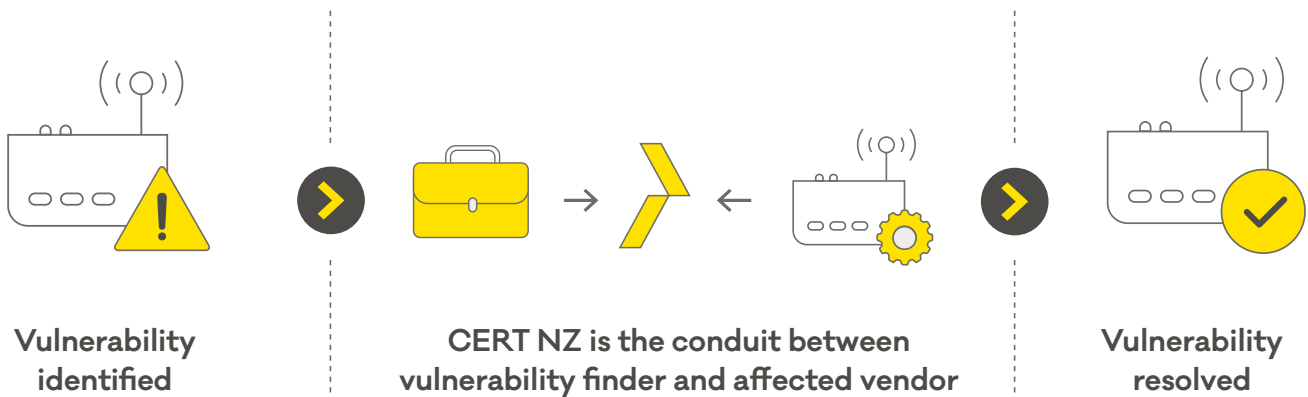 Vulnerability
identified
CERT NZ is the conduit between
vulnerability finder and affected vendor
Vulnerability
resolved